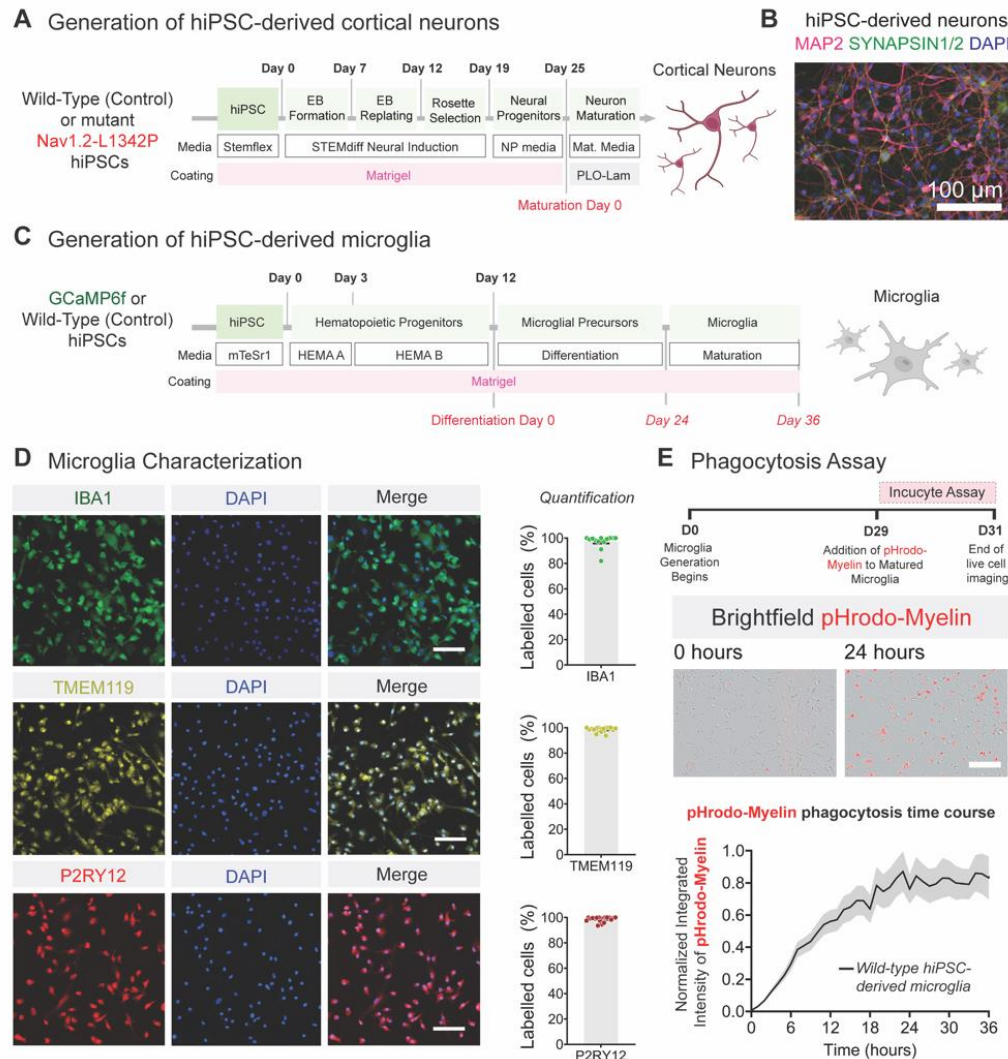 A Generation of hiPSC-derived cortical neurons
Day 0 Day 7 Day 12 Day 19 Day 25
Wild-Type (Control)
or mutant
Nav1.2-L1342P
hiPSCs
hiPSC
EB
Formation
EB
Replating
Rosette
Selection
Neural
Progenitors
Neuron
Maturation
Cortical Neurons
Media Stemflex STEMdiff Neural Induction NP media Mat. Media
Coating Matrigel PLO-Lam
Maturation Day 0
B hiPSC-derived neurons
MAP2 SYNAPSIN1/2 DAPI
100 µm
C Generation of hiPSC-derived microglia
Day 0 Day 3 Day 12
GCaMP6f or
Wild-Type (Control)
hiPSCs
hiPSC Hematopoietic Progenitors Microglial Precursors Microglia
Microglia
Media mTeSr1 HEMA A HEMA B Differentiation Maturation
Coating Matrigel
Differentiation Day 0 Day 24 Day 36
D Microglia Characterization
IBA1 DAPI Merge
Quantification
Labelled cells (%)
100
80
60
40
20
0
IBA1
TMEM119 DAPI Merge
Labelled cells (%)
100
80
60
40
20
0
TMEM119
P2RY12 DAPI Merge
Labelled cells (%)
100
80
60
40
20
0
P2RY12
E Phagocytosis Assay
Incucyte Assay
D0 D29 D31
Microglia
Generation
Begins
Addition of pHrodo-
Myelin to Matured
Microglia
End of
live cell
imaging
Brightfield pHrodo-Myelin
0 hours 24 hours
pHrodo-Myelin phagocytosis time course
Normalized Integrated
Intensity of pHrodo-Myelin
1.0
0.8
0.6
0.4
0.2
0.0
Wild-type hiPSC-
derived microglia
0 6 12 18 24 30 36
Time (hours)